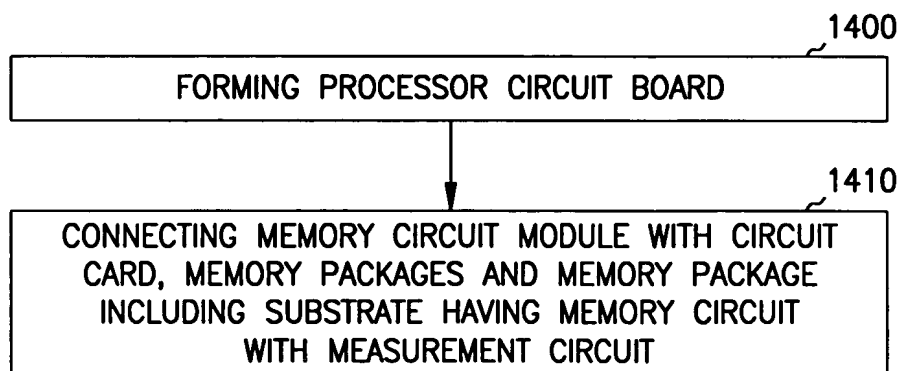 1400
FORMING PROCESSOR CIRCUIT BOARD
1410
CONNECTING MEMORY CIRCUIT MODULE WITH CIRCUIT
CARD, MEMORY PACKAGES AND MEMORY PACKAGE
INCLUDING SUBSTRATE HAVING MEMORY CIRCUIT
WITH MEASUREMENT CIRCUIT